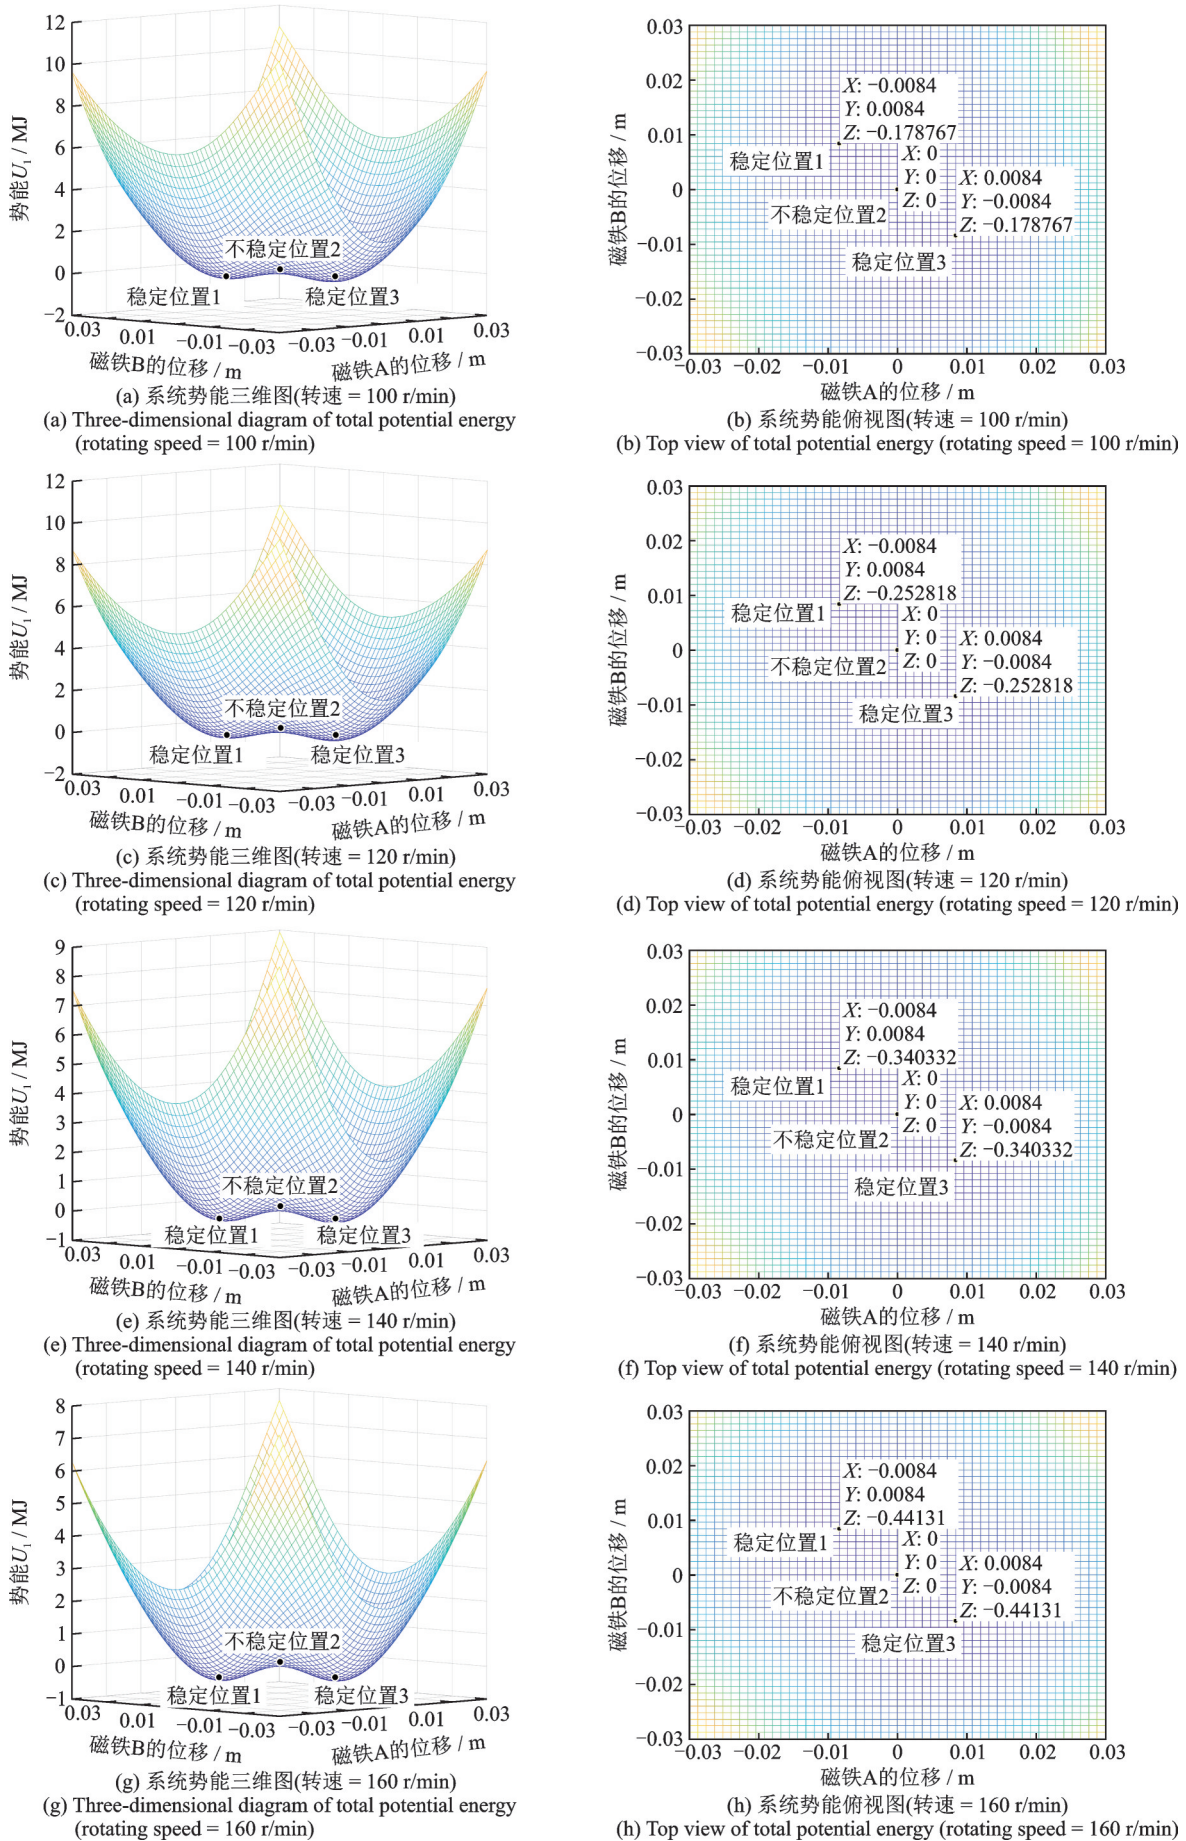 12
10
8
6
4
2
0
−2
势能U₁ / MJ
不稳定位置2
稳定位置1
稳定位置3
0.03
0.01
−0.01
−0.03
−0.03
−0.01
0.01
0.03
磁铁B的位移 / m
磁铁A的位移 / m
(a) 系统势能三维图(转速 = 100 r/min)
(a) Three-dimensional diagram of total potential energy
(rotating speed = 100 r/min)
0.03
0.02
0.01
0
−0.01
−0.02
−0.03
磁铁B的位移 / m
X: −0.0084
Y: 0.0084
Z: −0.178767
稳定位置1
X: 0
Y: 0
Z: 0
不稳定位置2
X: 0.0084
Y: −0.0084
Z: −0.178767
稳定位置3
−0.03
−0.02
−0.01
0
0.01
0.02
0.03
磁铁A的位移 / m
(b) 系统势能俯视图(转速 = 100 r/min)
(b) Top view of total potential energy (rotating speed = 100 r/min)
12
10
8
6
4
2
0
−2
势能U₁ / MJ
不稳定位置2
稳定位置1
稳定位置3
0.03
0.01
−0.01
−0.03
−0.03
−0.01
0.01
0.03
磁铁B的位移 / m
磁铁A的位移 / m
(c) 系统势能三维图(转速 = 120 r/min)
(c) Three-dimensional diagram of total potential energy
(rotating speed = 120 r/min)
0.03
0.02
0.01
0
−0.01
−0.02
−0.03
磁铁B的位移 / m
X: −0.0084
Y: 0.0084
Z: −0.252818
稳定位置1
X: 0
Y: 0
Z: 0
不稳定位置2
X: 0.0084
Y: −0.0084
Z: −0.252818
稳定位置3
−0.03
−0.02
−0.01
0
0.01
0.02
0.03
磁铁A的位移 / m
(d) 系统势能俯视图(转速 = 120 r/min)
(d) Top view of total potential energy (rotating speed = 120 r/min)
9
8
7
6
5
4
3
2
1
0
−1
势能U₁ / MJ
不稳定位置2
稳定位置1
稳定位置3
0.03
0.01
−0.01
−0.03
−0.03
−0.01
0.01
0.03
磁铁B的位移 / m
磁铁A的位移 / m
(e) 系统势能三维图(转速 = 140 r/min)
(e) Three-dimensional diagram of total potential energy
(rotating speed = 140 r/min)
0.03
0.02
0.01
0
−0.01
−0.02
−0.03
磁铁B的位移 / m
X: −0.0084
Y: 0.0084
Z: −0.340332
稳定位置1
X: 0
Y: 0
Z: 0
不稳定位置2
X: 0.0084
Y: −0.0084
Z: −0.340332
稳定位置3
−0.03
−0.02
−0.01
0
0.01
0.02
0.03
磁铁A的位移 / m
(f) 系统势能俯视图(转速 = 140 r/min)
(f) Top view of total potential energy (rotating speed = 140 r/min)
8
7
6
5
4
3
2
1
0
−1
势能U₁ / MJ
不稳定位置2
稳定位置1
稳定位置3
0.03
0.01
−0.01
−0.03
−0.03
−0.01
0.01
0.03
磁铁B的位移 / m
磁铁A的位移 / m
(g) 系统势能三维图(转速 = 160 r/min)
(g) Three-dimensional diagram of total potential energy
(rotating speed = 160 r/min)
0.03
0.02
0.01
0
−0.01
−0.02
−0.03
磁铁B的位移 / m
X: −0.0084
Y: 0.0084
Z: −0.44131
稳定位置1
X: 0
Y: 0
Z: 0
不稳定位置2
X: 0.0084
Y: −0.0084
Z: −0.44131
稳定位置3
−0.03
−0.02
−0.01
0
0.01
0.02
0.03
磁铁A的位移 / m
(h) 系统势能俯视图(转速 = 160 r/min)
(h) Top view of total potential energy (rotating speed = 160 r/min)